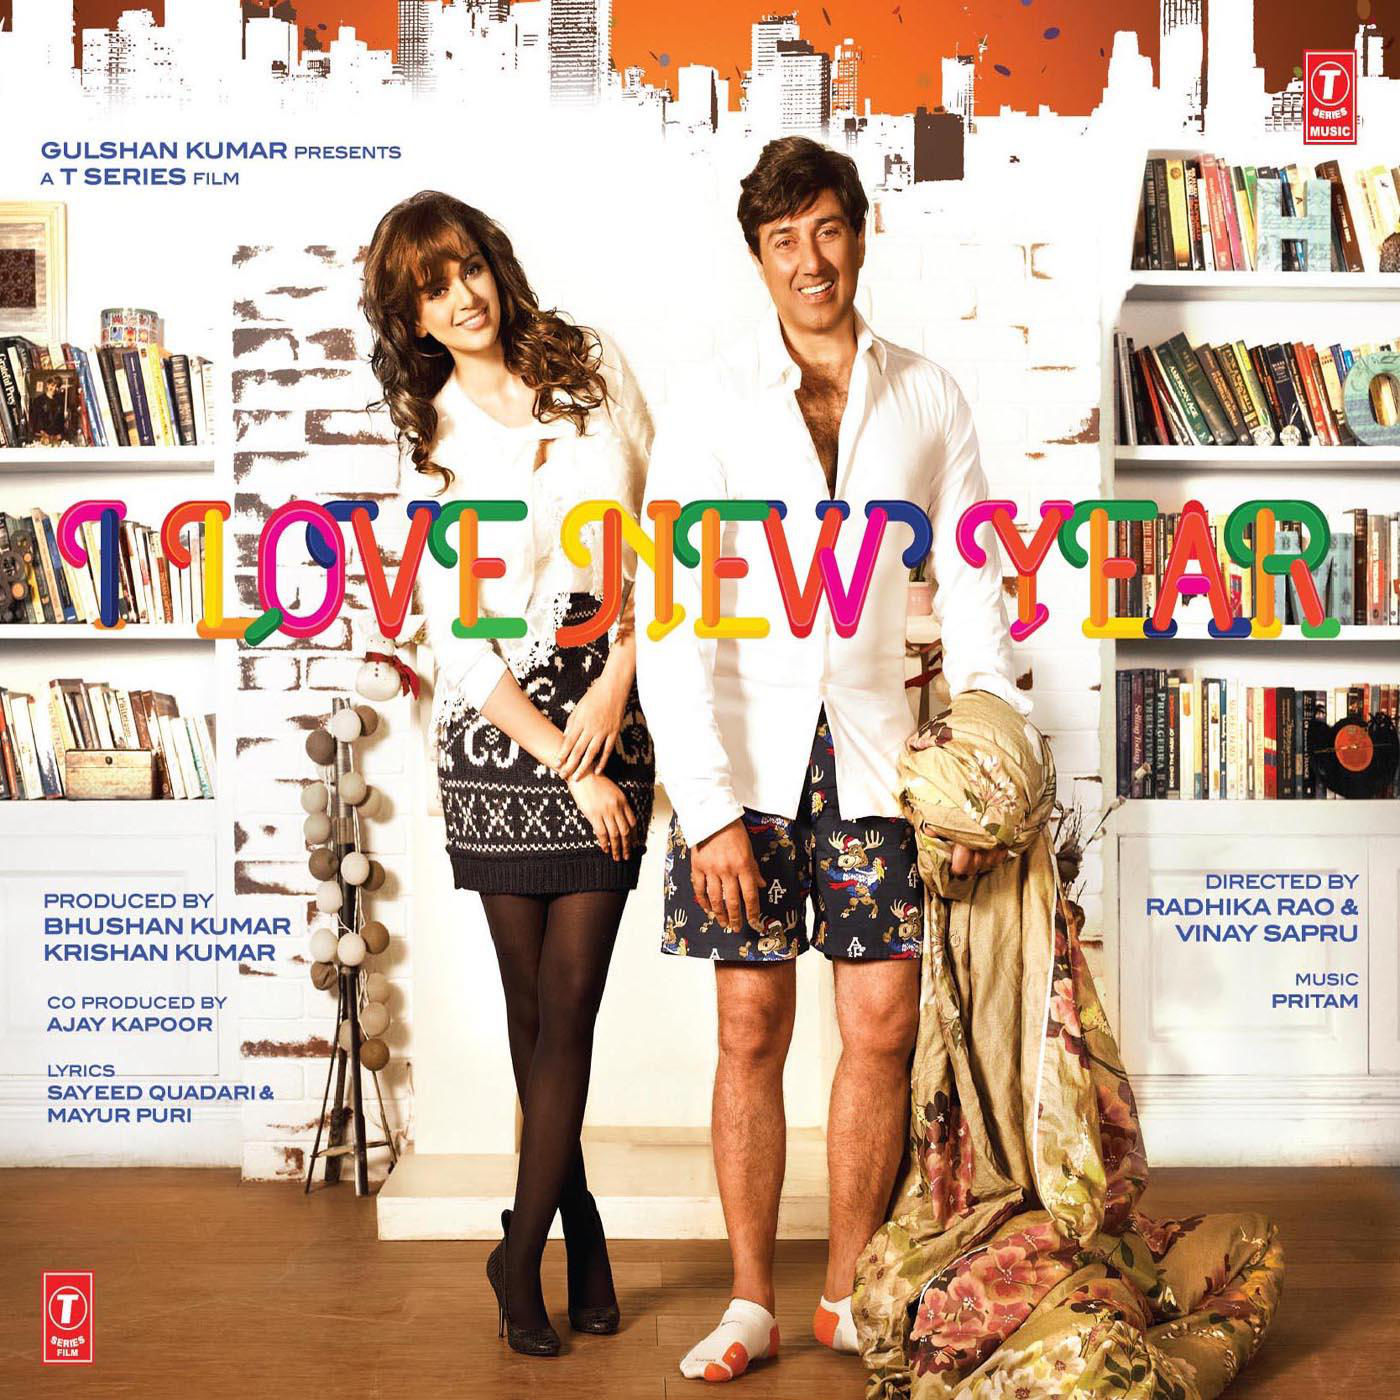 GULSHAN KUMAR PRESENTS
A T SERIES FILM
T
SERIES
MUSIC
H
I LOVE NEW YEAR
PRODUCED BY
BHUSHAN KUMAR
KRISHAN KUMAR
CO PRODUCED BY
AJAY KAPOOR
LYRICS
SAYEED QUADARI &
MAYUR PURI
DIRECTED BY
RADHIKA RAO &
VINAY SAPRU
MUSIC
PRITAM
T
SERIES
FILM